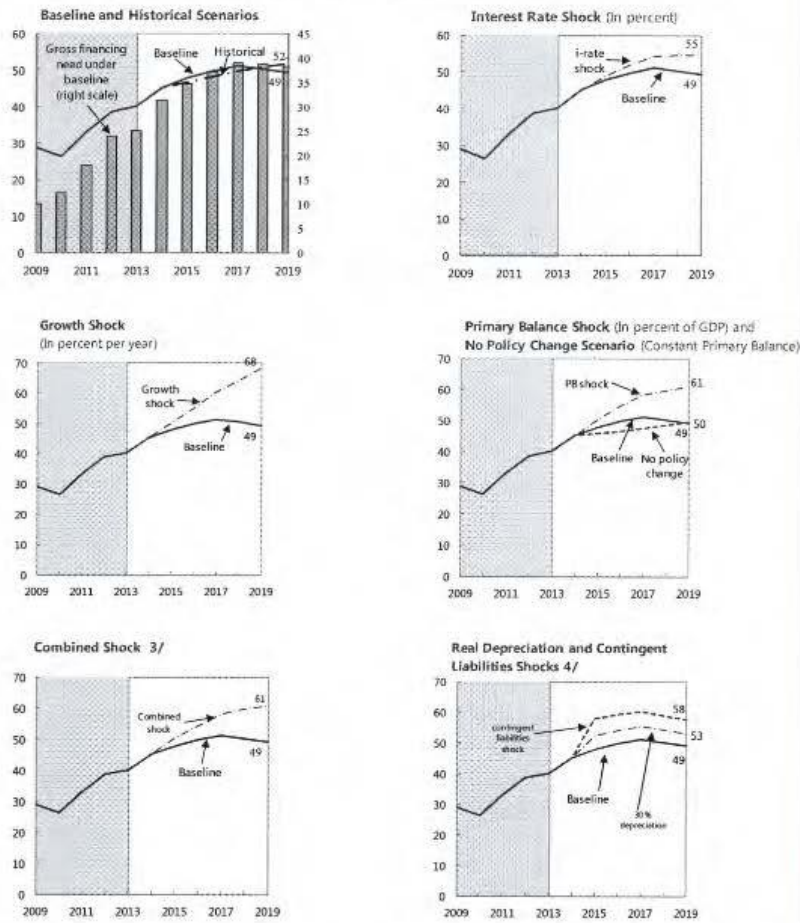 Baseline and Historical Scenarios
60
50
40
30
20
10
0
45
40
35
30
25
20
15
10
5
0
Gross financing
need under
baseline
(right scale)
Baseline
Historical
52
49
2009 2011 2013 2015 2017 2019
Interest Rate Shock (In percent)
60
50
40
30
20
10
0
i-rate
shock
55
Baseline
49
2009 2011 2013 2015 2017 2019
Growth Shock
(In percent per year)
70
60
50
40
30
20
10
0
68
Growth
shock
Baseline
49
2009 2011 2013 2015 2017 2019
Primary Balance Shock (In percent of GDP) and
No Policy Change Scenario (Constant Primary Balance)
70
60
50
40
30
20
10
0
PB shock
61
50
49
Baseline
No policy
change
2009 2011 2013 2015 2017 2019
Combined Shock 3/
70
60
50
40
30
20
10
0
61
Combined
shock
49
Baseline
2009 2011 2013 2015 2017 2019
Real Depreciation and Contingent
Liabilities Shocks 4/
70
60
50
40
30
20
10
0
contingent
liabilities
shock
58
53
49
Baseline
30%
depreciation
2009 2011 2013 2015 2017 2019